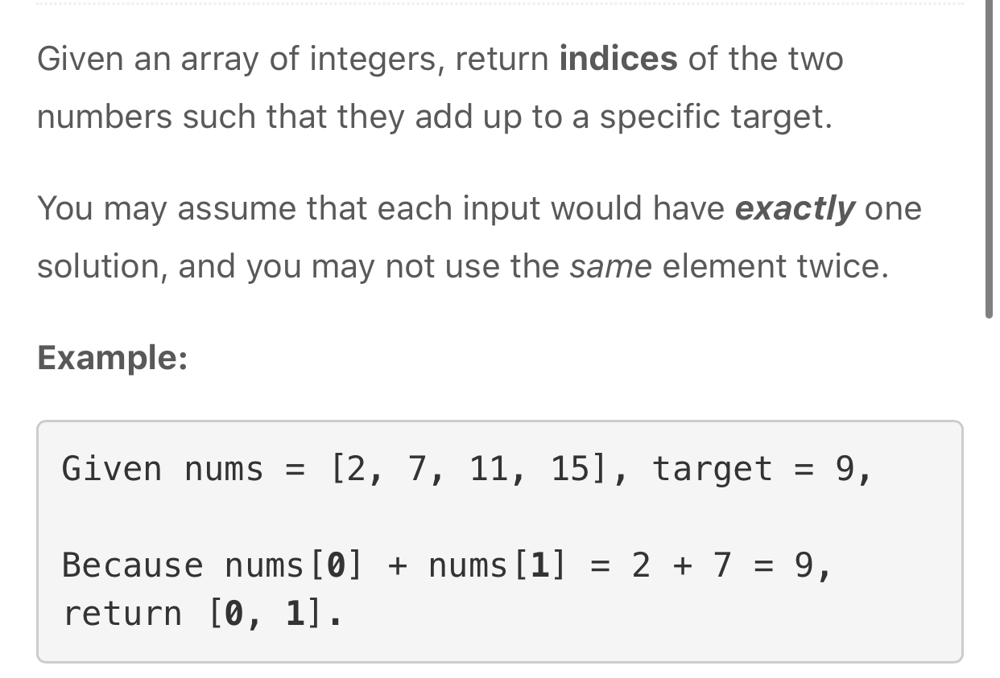 Given an array of integers, return indices of the two
numbers such that they add up to a specific target.
You may assume that each input would have exactly one
solution, and you may not use the same element twice.
Example:
Given nums = [2, 7, 11, 15], target = 9,
Because nums[0] + nums[1] = 2 + 7 = 9,
return [0, 1].